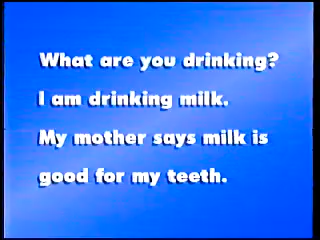 What are you drinking?
I am drinking milk.
My mother says milk is
good for my teeth.